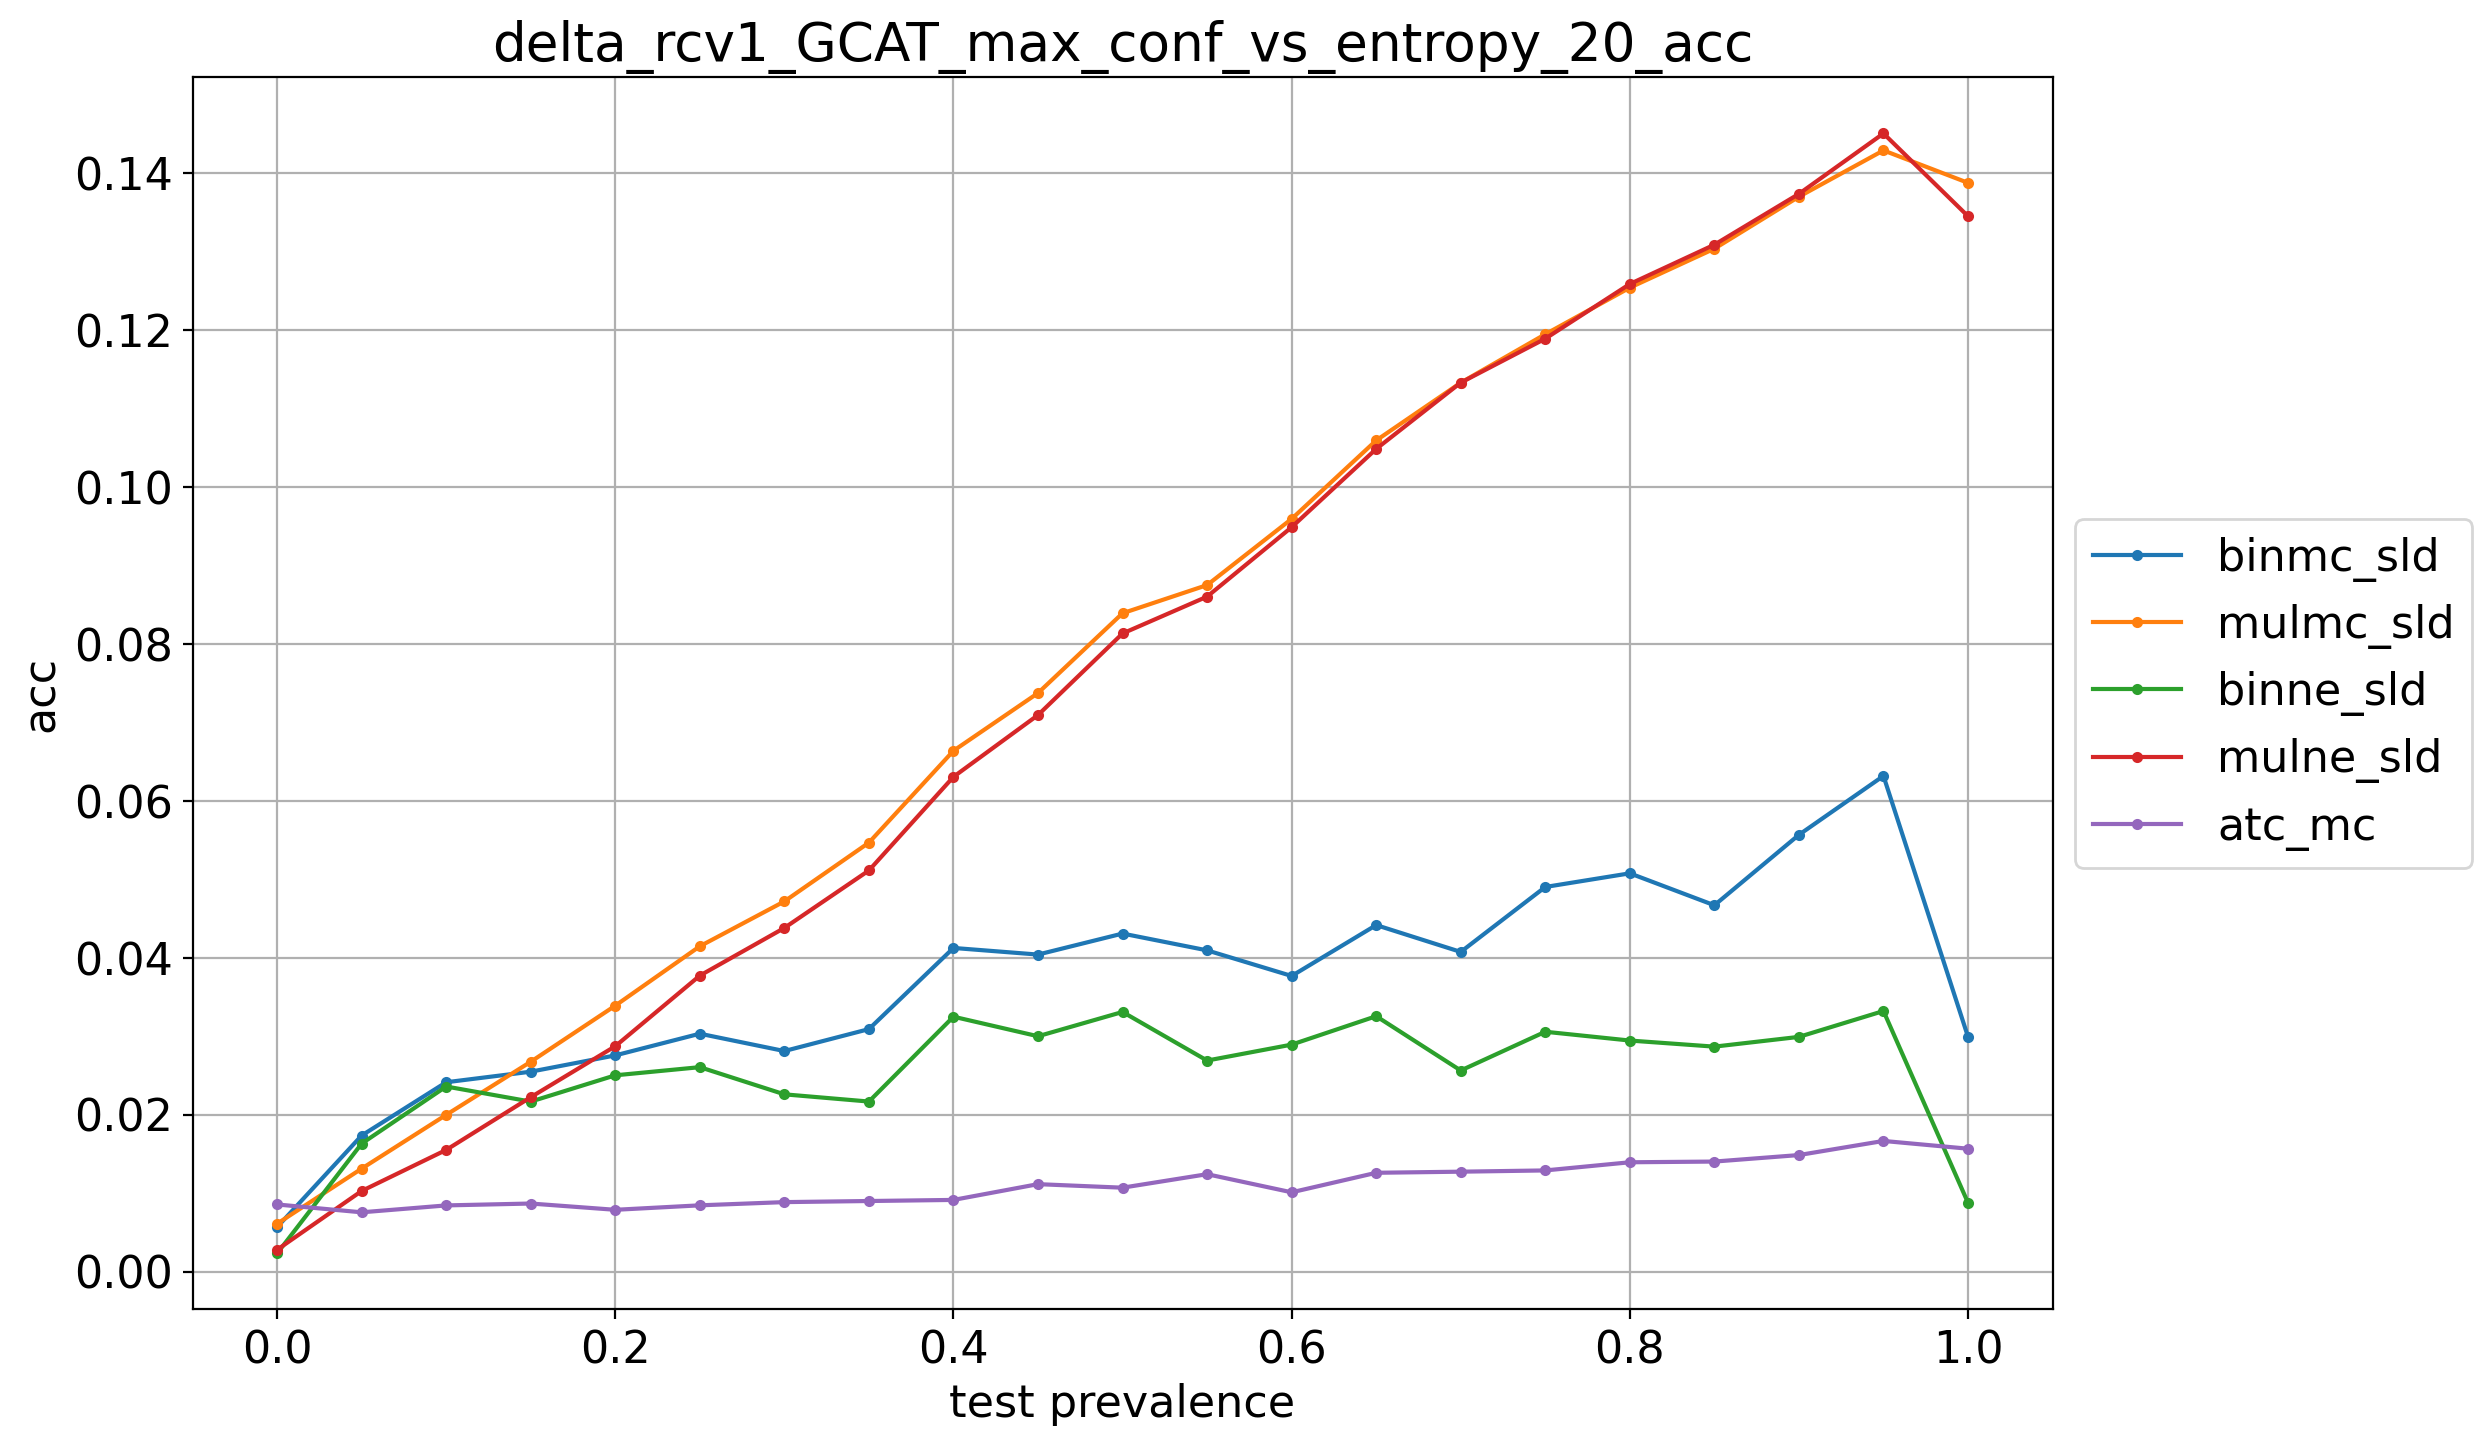 delta_rcv1_GCAT_max_conf_vs_entropy_20_acc
acc
0.14
0.12
0.10
0.08
0.06
0.04
0.02
0.00
0.0 0.2 0.4 0.6 0.8 1.0
test prevalence
binmc_sld
mulmc_sld
binne_sld
mulne_sld
atc_mc